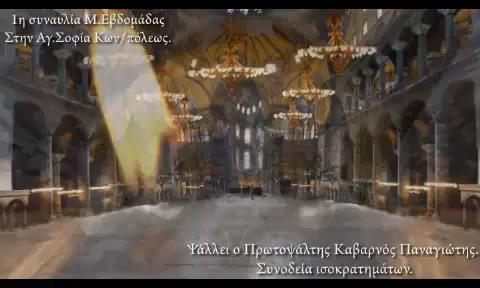 1η συναυλία Μ.Εβδομάδας
Στην Αγ.Σοφία Κων/πόλεως.
Ψάλλει ο Πρωτοψάλτης Καβαρνός Παναγιώτης.
Συνοδεία ισοκρατημάτων.